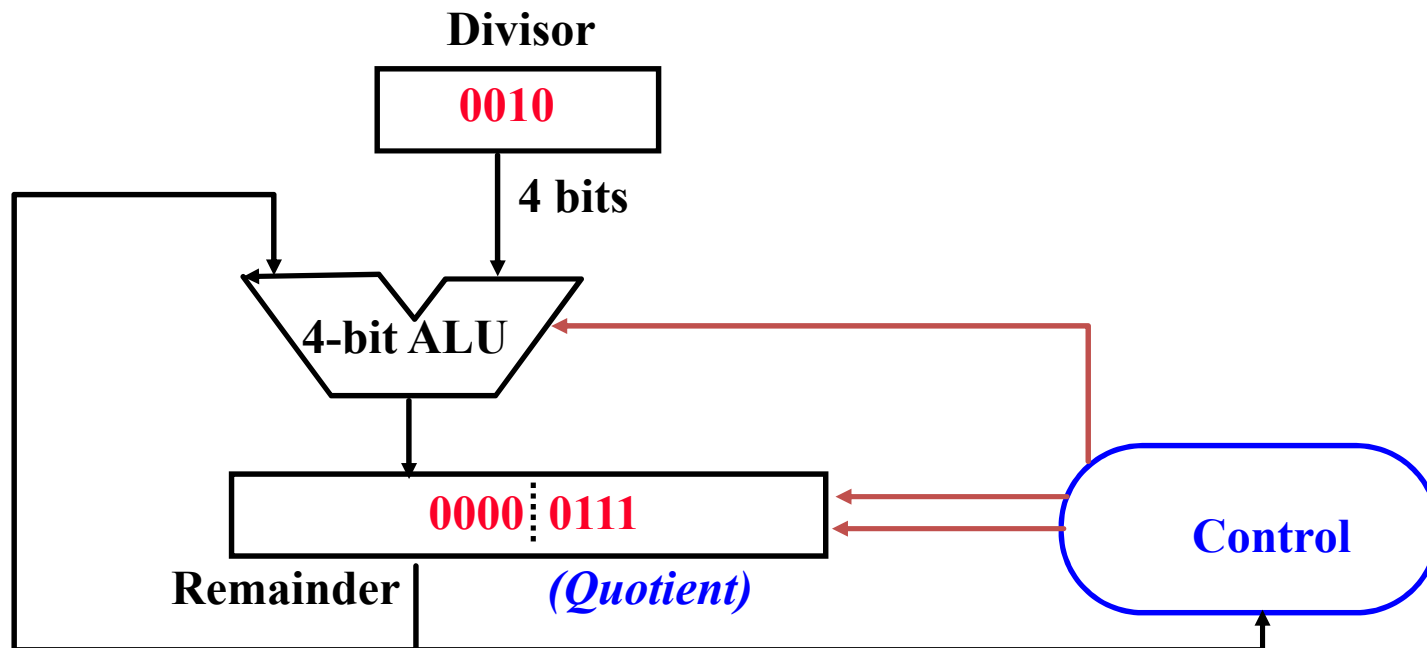 Divisor
0010
4 bits
4-bit ALU
0000 0111
Control
Remainder
(Quotient)